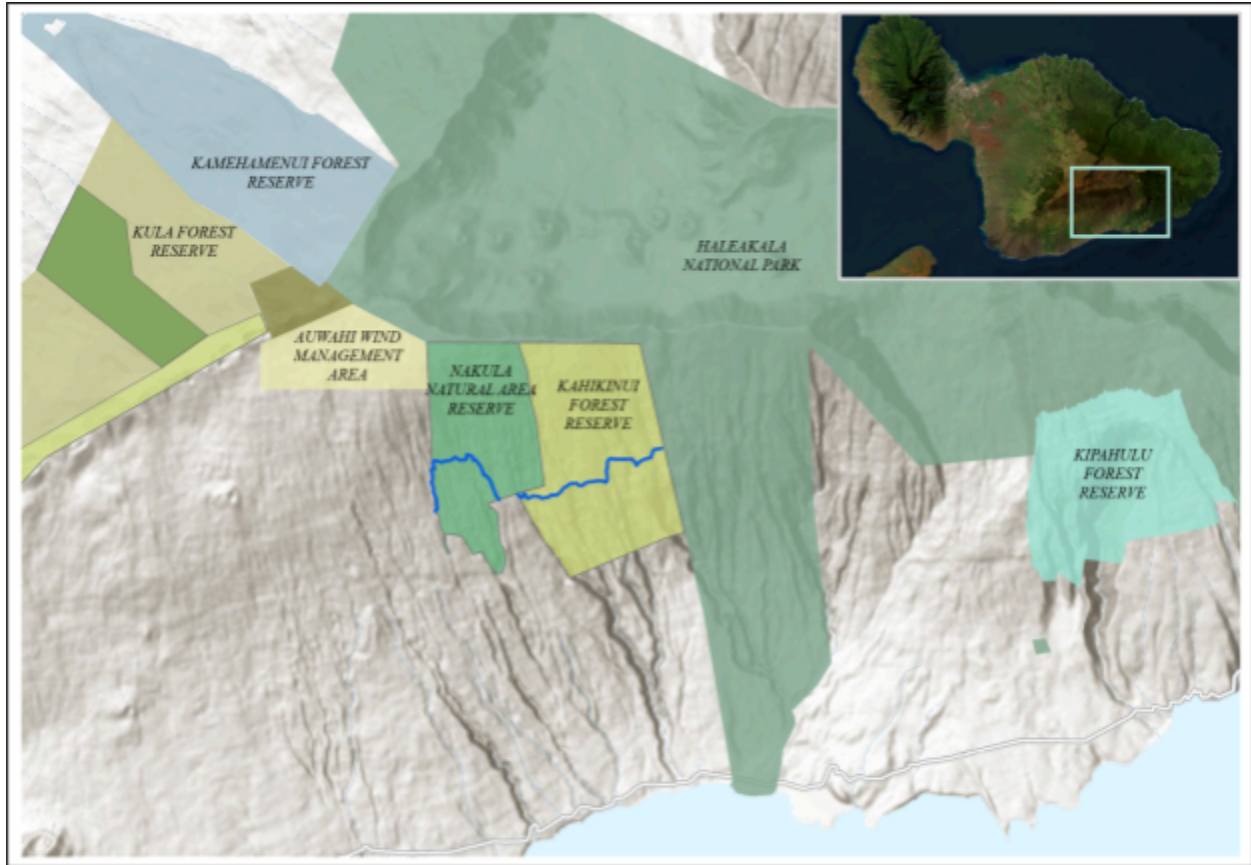 KAMEHAMENUI FOREST
RESERVE
KULA FOREST
RESERVE
HALEAKALA
NATIONAL PARK
AUWAHI WIND
MANAGEMENT
AREA
NAKULA
NATURAL AREA
RESERVE
KAHIKINUI
FOREST
RESERVE
KIPAHULU
FOREST
RESERVE